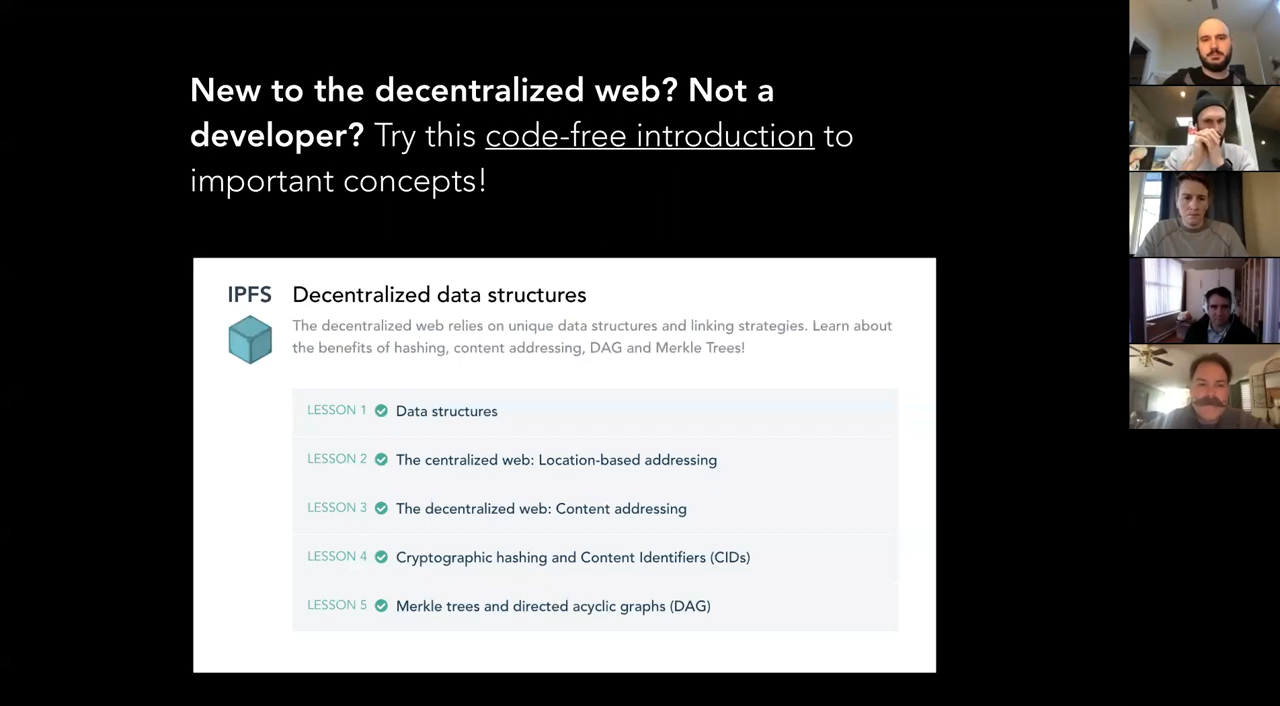 New to the decentralized web? Not a
developer? Try this code-free introduction to
important concepts!
IPFS
Decentralized data structures
The decentralized web relies on unique data structures and linking strategies. Learn about
the benefits of hashing, content addressing, DAG and Merkle Trees!
LESSON 1 Data structures
LESSON 2 The centralized web: Location-based addressing
LESSON 3 The decentralized web: Content addressing
LESSON 4 Cryptographic hashing and Content Identifiers (CIDs)
LESSON 5 Merkle trees and directed acyclic graphs (DAG)